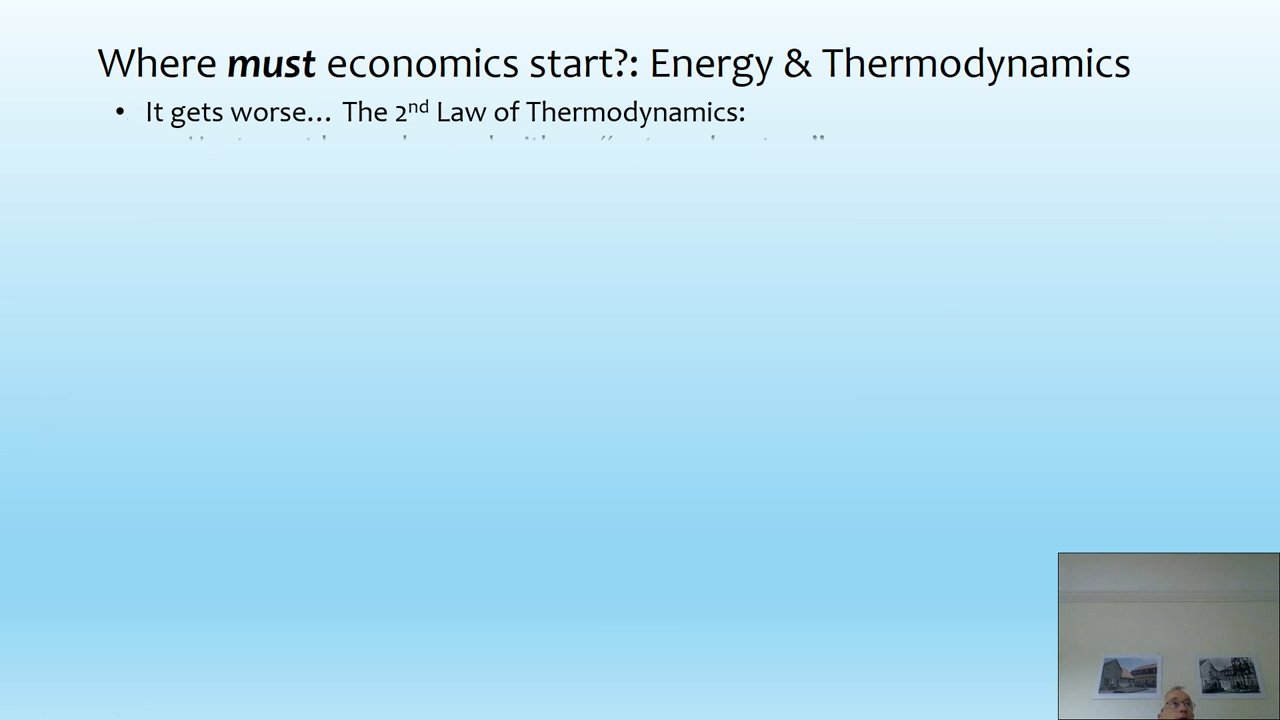 Where must economics start?: Energy & Thermodynamics
• It gets worse… The 2nd Law of Thermodynamics: